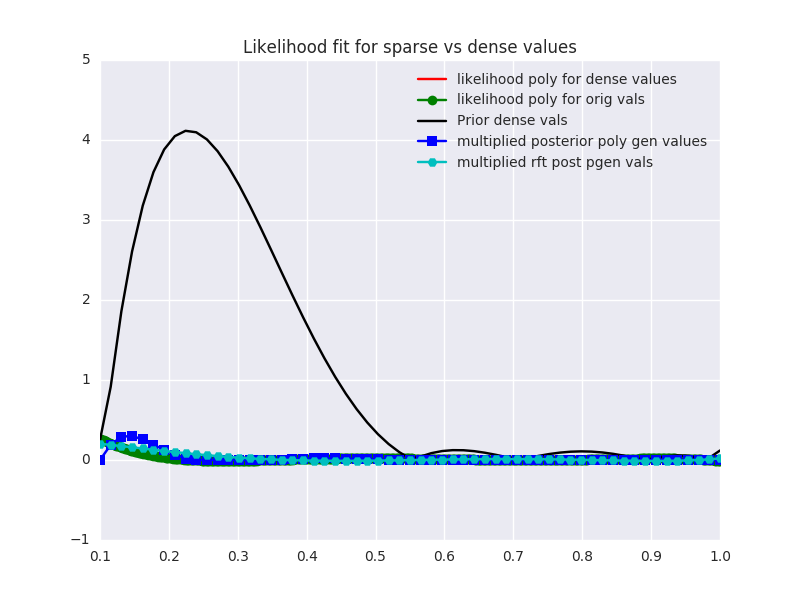 Likelihood fit for sparse vs dense values
likelihood poly for dense values
likelihood poly for orig vals
Prior dense vals
multiplied posterior poly gen values
multiplied rft post pgen vals
5
4
3
2
1
0
−1
0.1 0.2 0.3 0.4 0.5 0.6 0.7 0.8 0.9 1.0